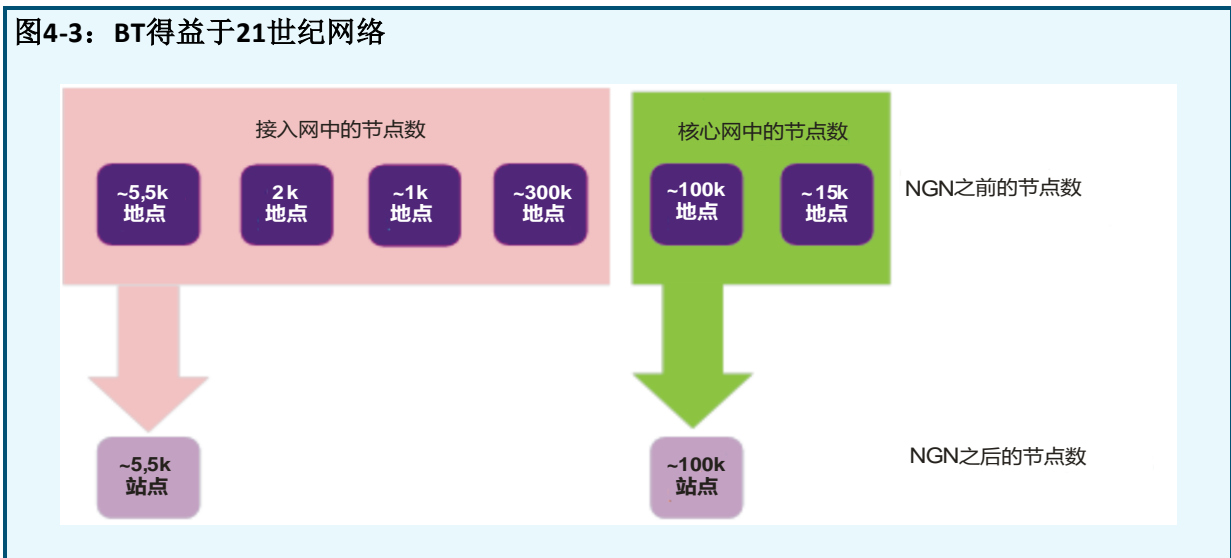 图4-3：BT得益于21世纪网络
接入网中的节点数
核心网中的节点数
~5,5k
地点
2k
地点
~1k
地点
~300k
地点
~100k
地点
~15k
地点
NGN之前的节点数
~5,5k
站点
~100k
站点
NGN之后的节点数